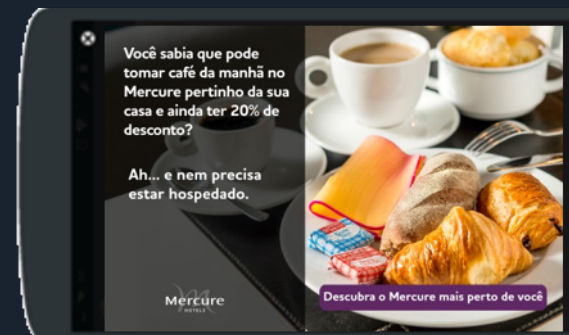 Você sabia que pode
tomar café da manhã no
Mercure pertinho da sua
casa e ainda ter 20% de
desconto?
Ah... e nem precisa
estar hospedado.
Mercure
HOTELS
Descubra o Mercure mais perto de você